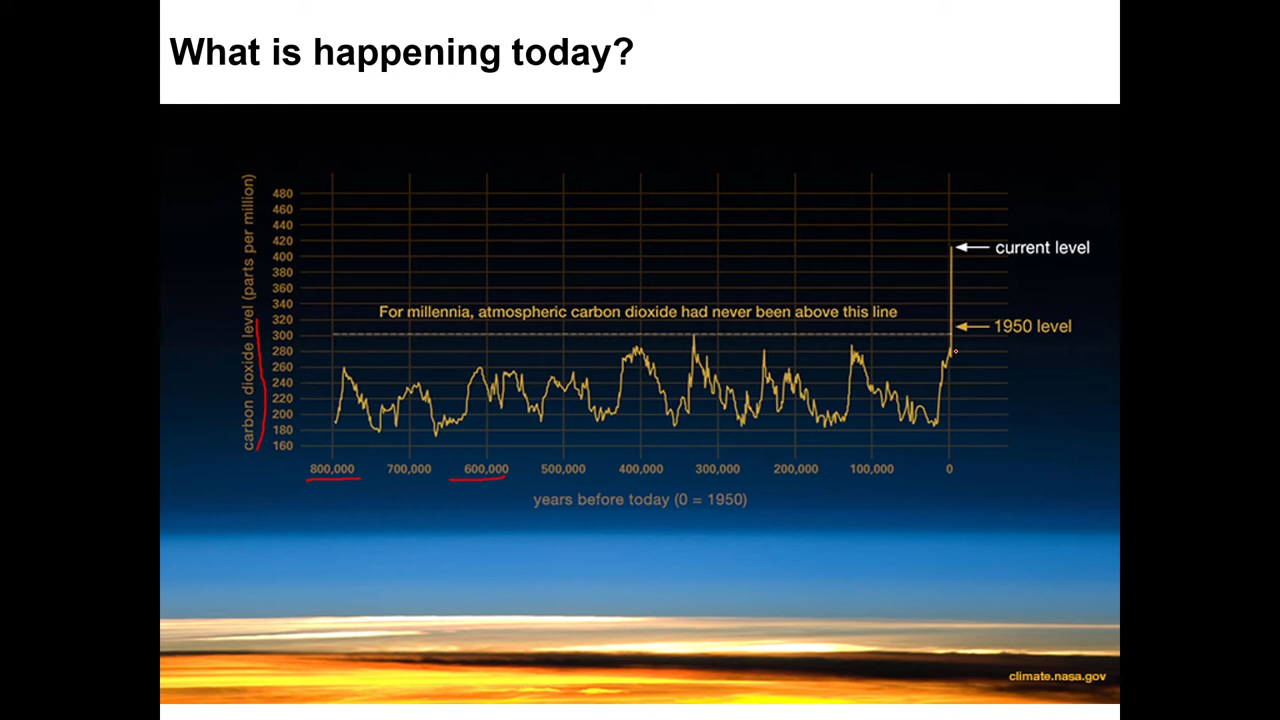 What is happening today?
carbon dioxide level (parts per million)
480
460
440
420
400
380
360
340
320
300
280
260
240
220
200
180
160
current level
For millennia, atmospheric carbon dioxide had never been above this line
1950 level
800,000 700,000 600,000 500,000 400,000 300,000 200,000 100,000 0
years before today (0 = 1950)
climate.nasa.gov